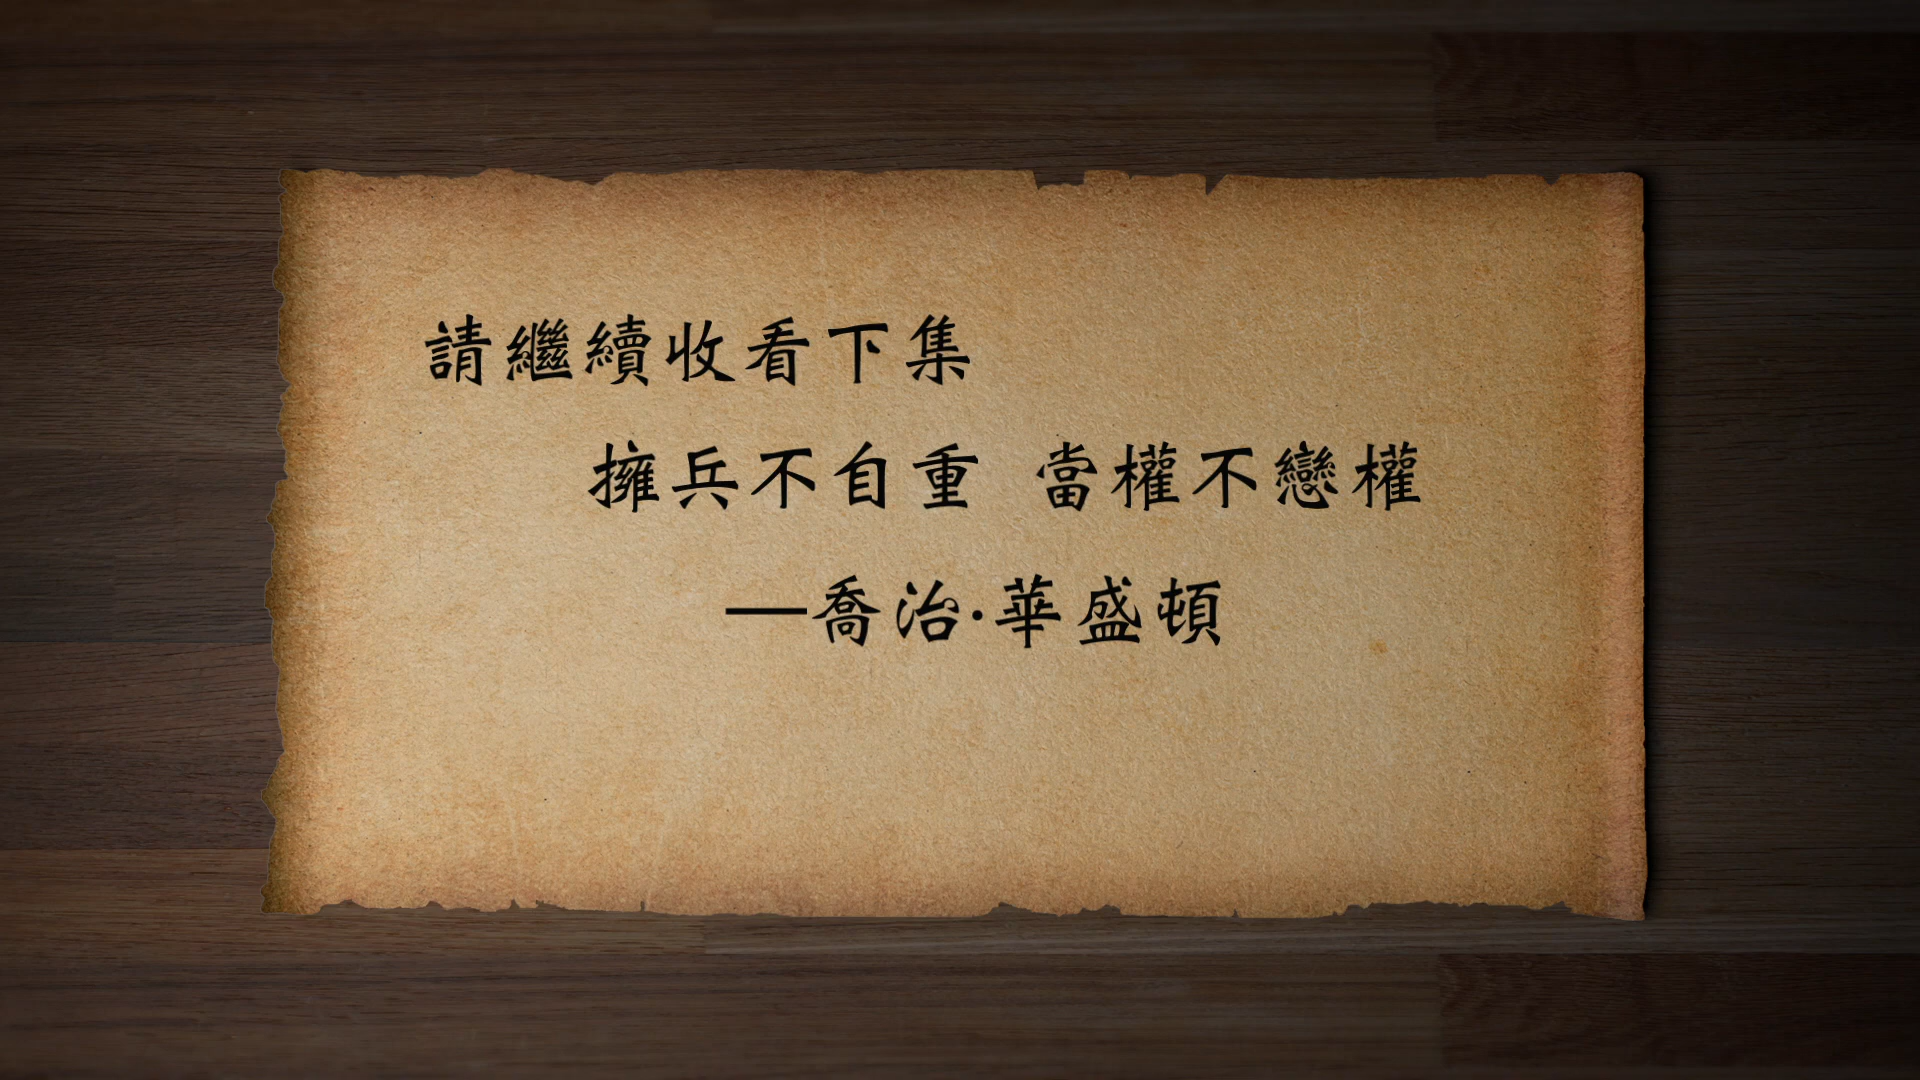 請繼續收看下集
擁兵不自重 當權不戀權
—喬治·華盛頓